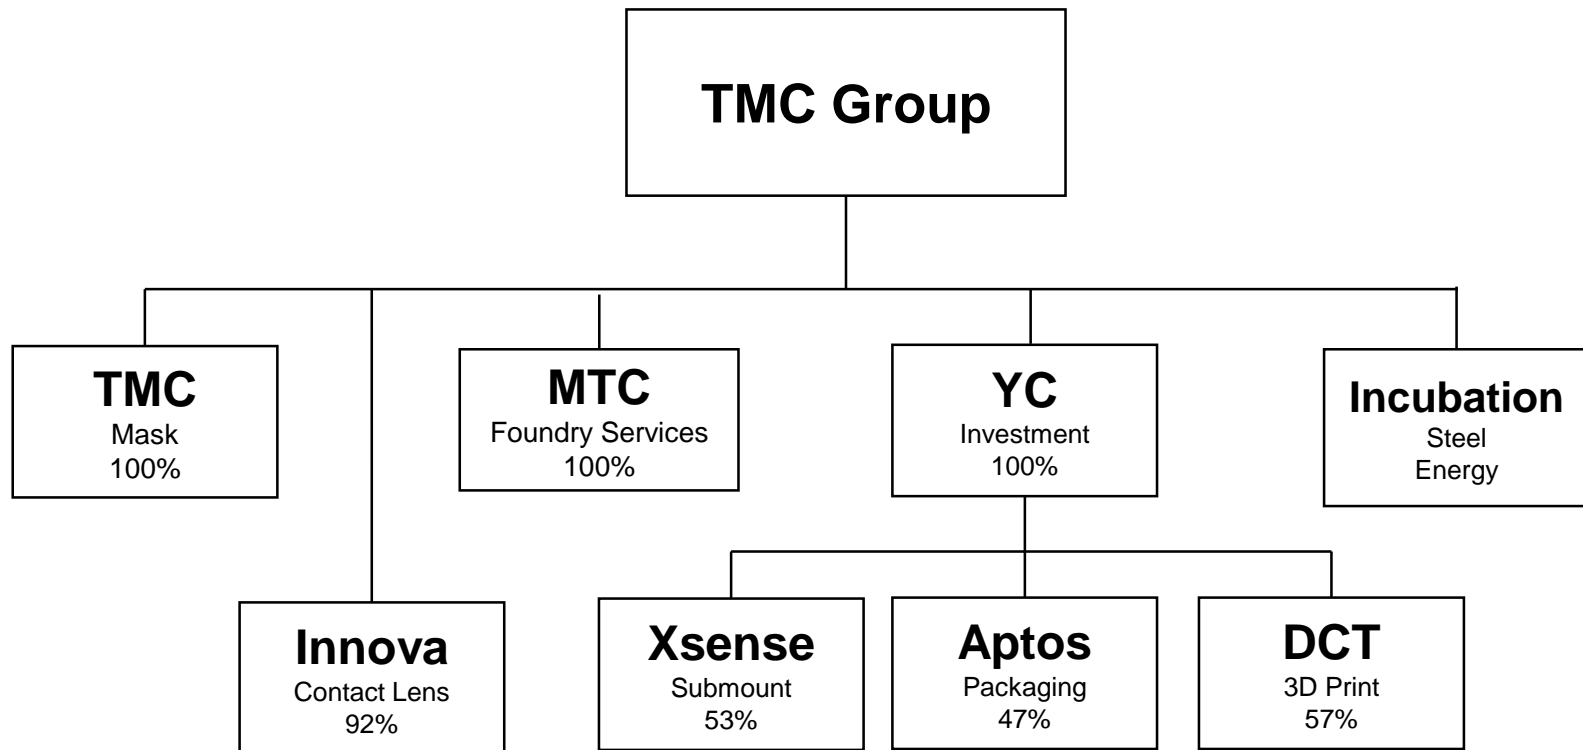 TMC Group
TMC
Mask
100%
MTC
Foundry Services
100%
YC
Investment
100%
Incubation
Steel
Energy
Innova
Contact Lens
92%
Xsense
Submount
53%
Aptos
Packaging
47%
DCT
3D Print
57%